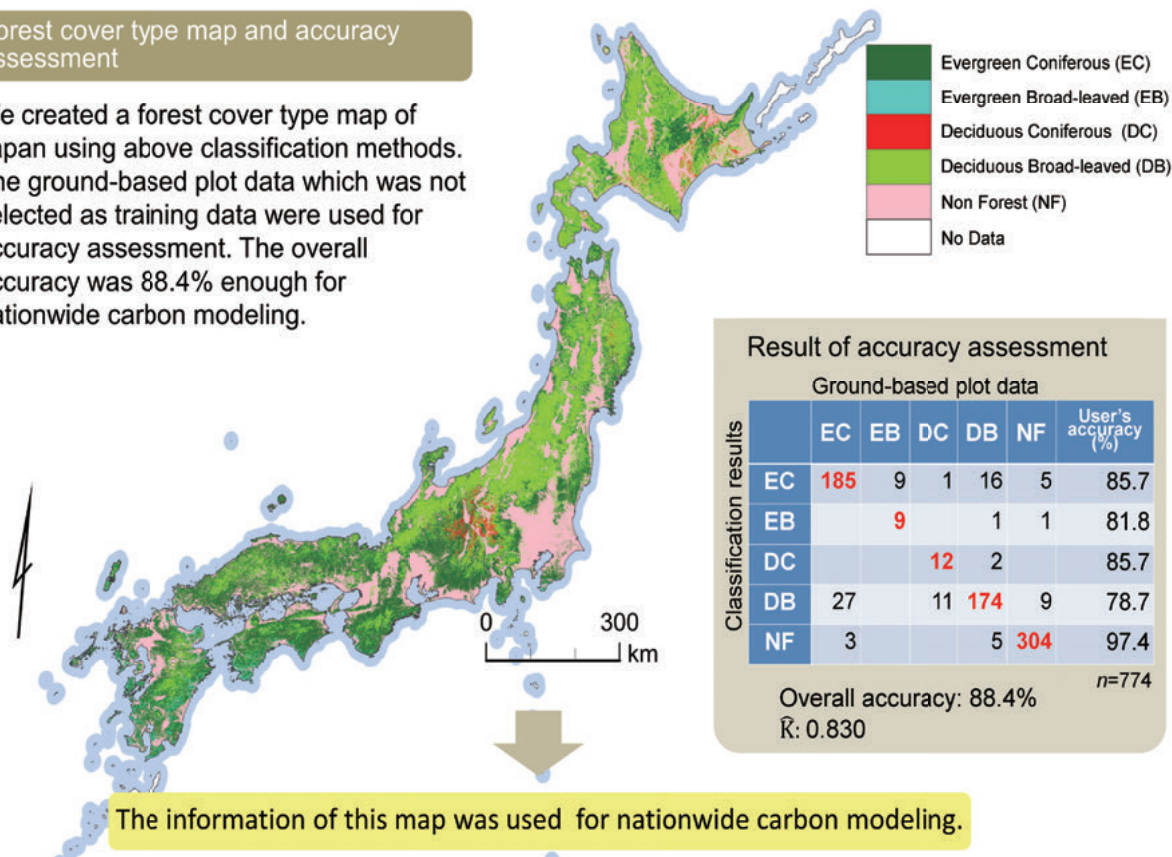 orest cover type map and accuracy
ssessment
e created a forest cover type map of
apan using above classification methods.
he ground-based plot data which was not
elected as training data were used for
ccuracy assessment. The overall
ccuracy was 88.4% enough for
ationwide carbon modeling.
Evergreen Coniferous (EC)
Evergreen Broad-leaved (EB)
Deciduous Coniferous (DC)
Deciduous Broad-leaved (DB)
Non Forest (NF)
No Data
0 300
km
Result of accuracy assessment
Ground-based plot data
Classification results
EC EB DC DB NF User's accuracy (%)
EC 185 9 1 16 5 85.7
EB 9 1 1 81.8
DC 12 2 85.7
DB 27 11 174 9 78.7
NF 3 5 304 97.4
n=774
Overall accuracy: 88.4%
K̂: 0.830
The information of this map was used for nationwide carbon modeling.